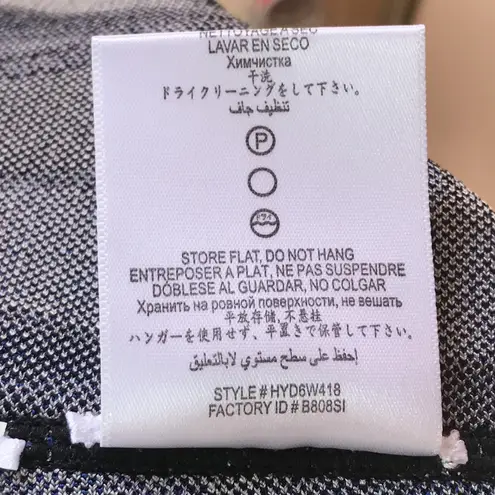 NETTOYAGE A SEC
LAVAR EN SECO
Химчистка
干洗
ドライクリーニングをして下さい。
تنظيف جاف
P
STORE FLAT, DO NOT HANG
ENTREPOSER A PLAT, NE PAS SUSPENDRE
DÓBLESE AL GUARDAR, NO COLGAR
Хранить на ровной поверхности, не вешать
平放存储, 不悬挂
ハンガーを使用せず、平置きで保管して下さい。
إحفظ على سطح مستوي لابالتعليق
STYLE # HYD6W418
FACTORY ID # B808SI